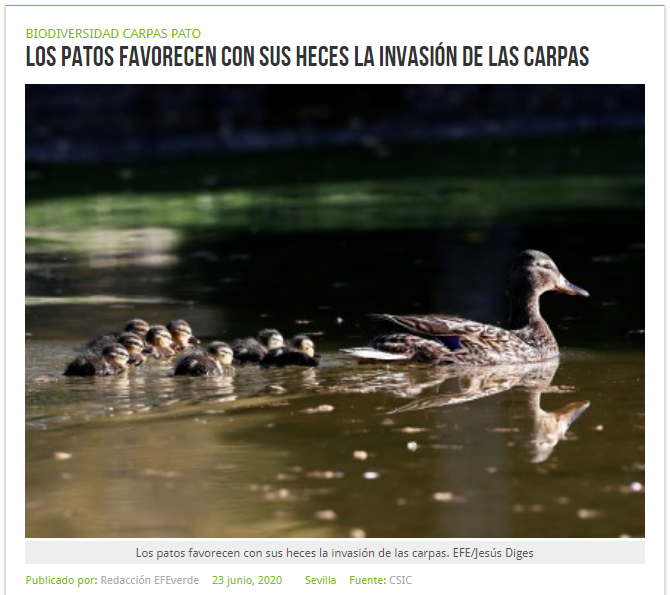 BIODIVERSIDAD CARPAS PATO
LOS PATOS FAVORECEN CON SUS HECES LA INVASIÓN DE LAS CARPAS
Los patos favorecen con sus heces la invasión de las carpas. EFE/Jesús Diges
Publicado por: Redacción EFEverde 23 junio, 2020 Sevilla Fuente: CSIC